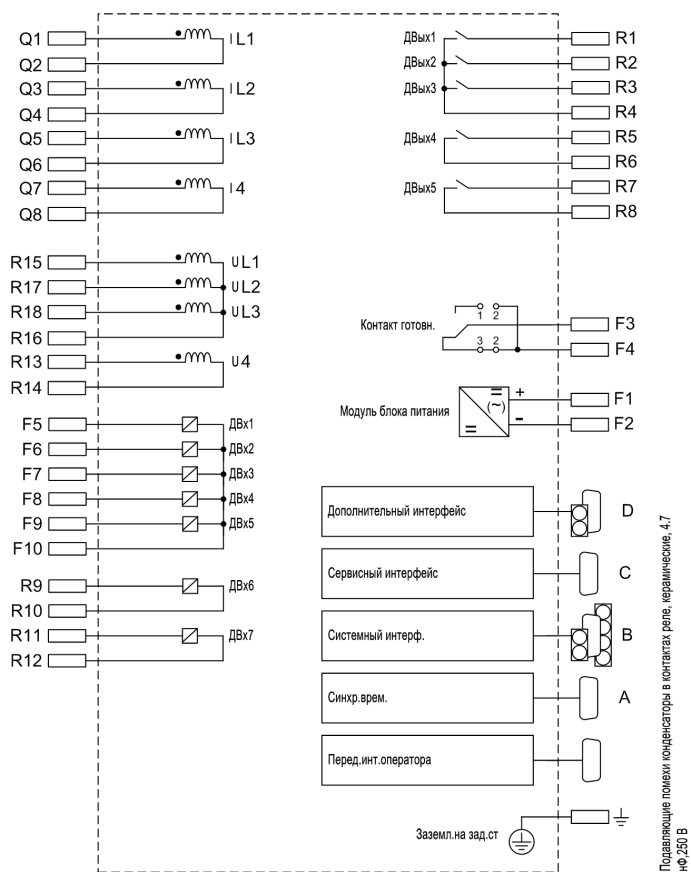 Q1 IL1 ДВых1 R1
Q2 ДВых2 R2
Q3 IL2 ДВых3 R3
Q4 R4
Q5 IL3 ДВых4 R5
Q6 R6
Q7 I4 ДВых5 R7
Q8 R8
R15 UL1
R17 UL2
R18 UL3
R16
R13 U4
R14
Контакт готовн. 1 2 F3
3 2 F4
Модуль блока питания = (~) = + - F1
F2
F5 ДВх1
F6 ДВх2
F7 ДВх3
F8 ДВх4
F9 ДВх5
F10
R9 ДВх6
R10
R11 ДВх7
R12
Дополнительный интерфейс D
Сервисный интерфейс C
Системный интерф. B
Синхр.врем. A
Перед.инт.оператора
Заземл.на зад.ст
Подавляющие помехи конденсаторы в контактах реле, керамические, 4.7
нФ,250 В